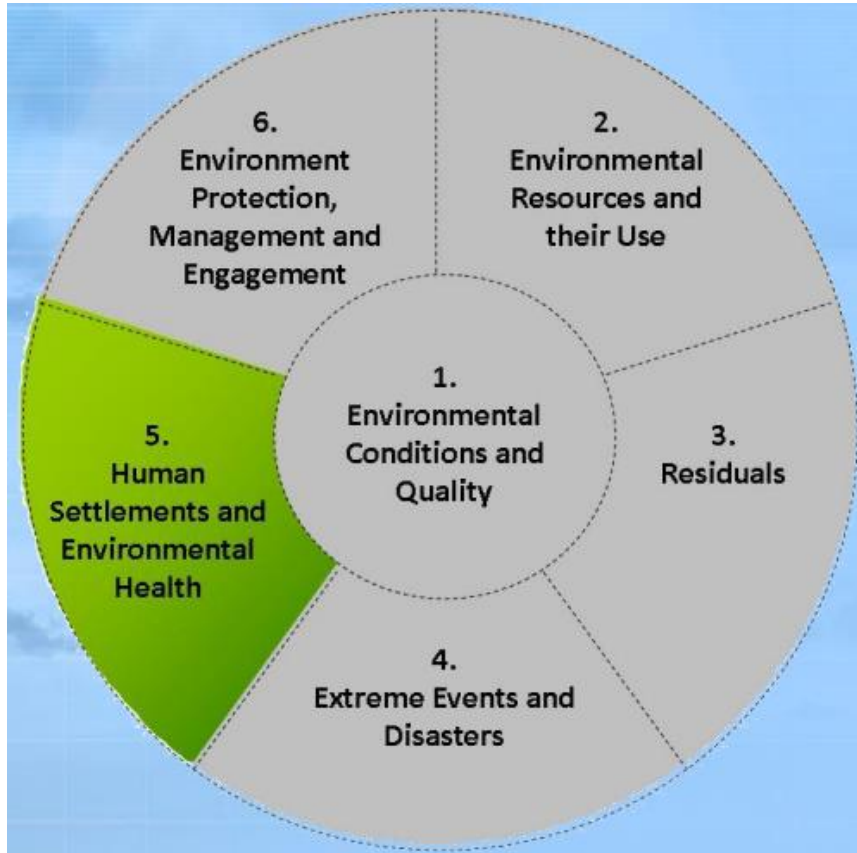 1.
Environmental
Conditions and
Quality
2.
Environmental
Resources and
their Use
3.
Residuals
4.
Extreme Events and
Disasters
5.
Human
Settlements and
Environmental
Health
6.
Environment
Protection,
Management and
Engagement